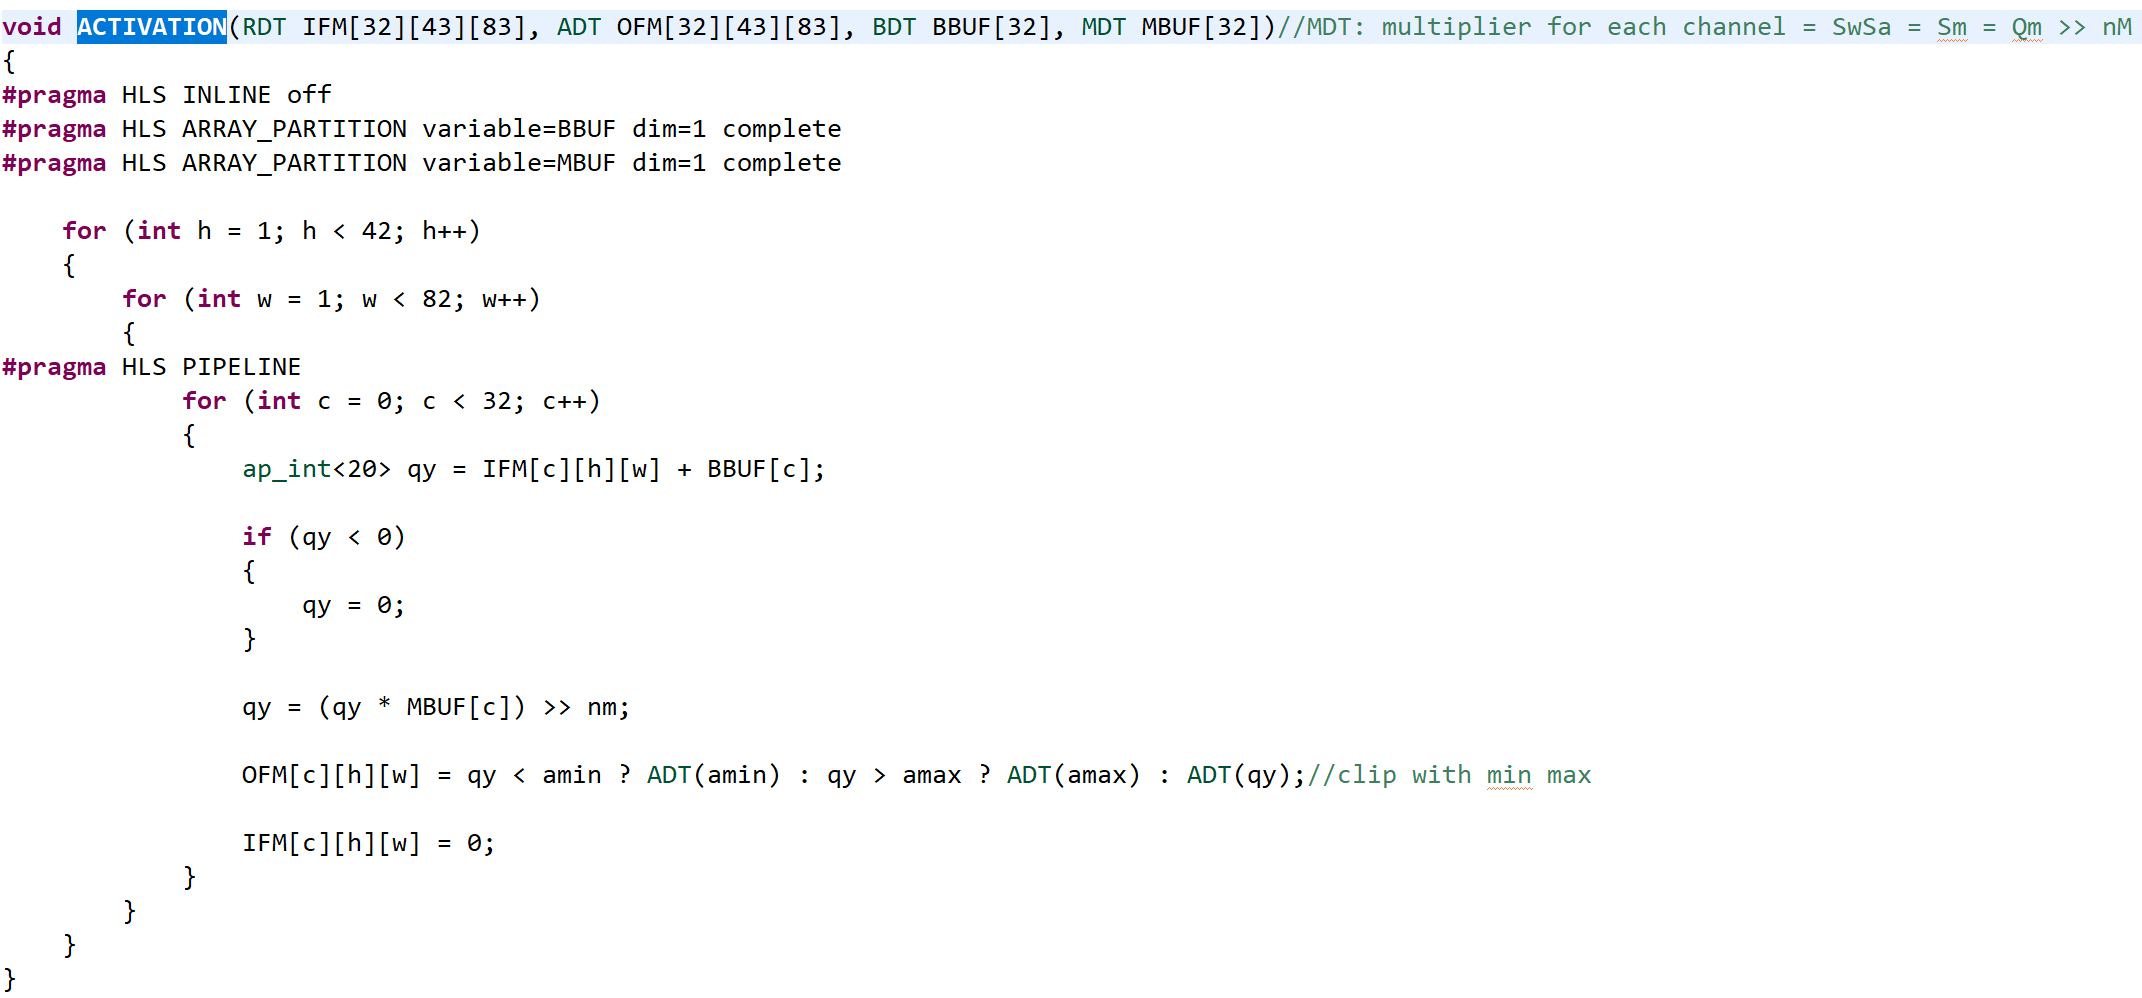 void ACTIVATION(RDT IFM[32][43][83], ADT OFM[32][43][83], BDT BBUF[32], MDT MBUF[32])//MDT: multiplier for each channel = SwSa = Sm = Qm >> nM
{
#pragma HLS INLINE off
#pragma HLS ARRAY_PARTITION variable=BBUF dim=1 complete
#pragma HLS ARRAY_PARTITION variable=MBUF dim=1 complete

    for (int h = 1; h < 42; h++)
    {
        for (int w = 1; w < 82; w++)
        {
#pragma HLS PIPELINE
            for (int c = 0; c < 32; c++)
            {
                ap_int<20> qy = IFM[c][h][w] + BBUF[c];

                if (qy < 0)
                {
                    qy = 0;
                }

                qy = (qy * MBUF[c]) >> nm;

                OFM[c][h][w] = qy < amin ? ADT(amin) : qy > amax ? ADT(amax) : ADT(qy);//clip with min max

                IFM[c][h][w] = 0;
            }
        }
    }
}